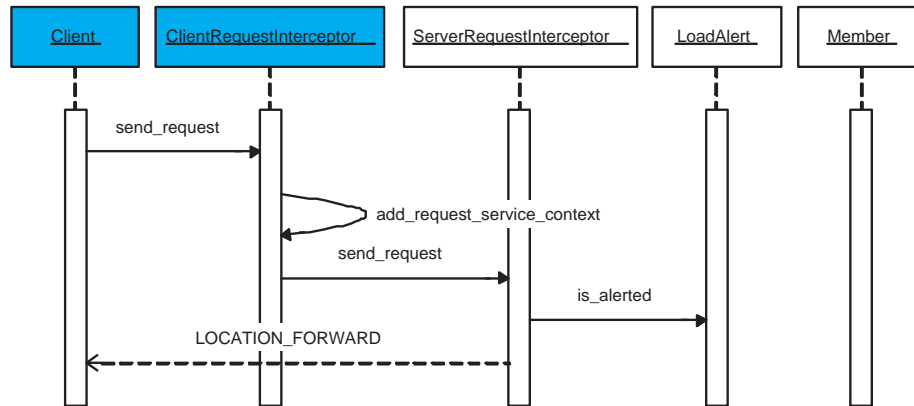 Client
ClientRequestInterceptor
ServerRequestInterceptor
LoadAlert
Member
send_request
add_request_service_context
send_request
is_alerted
LOCATION_FORWARD